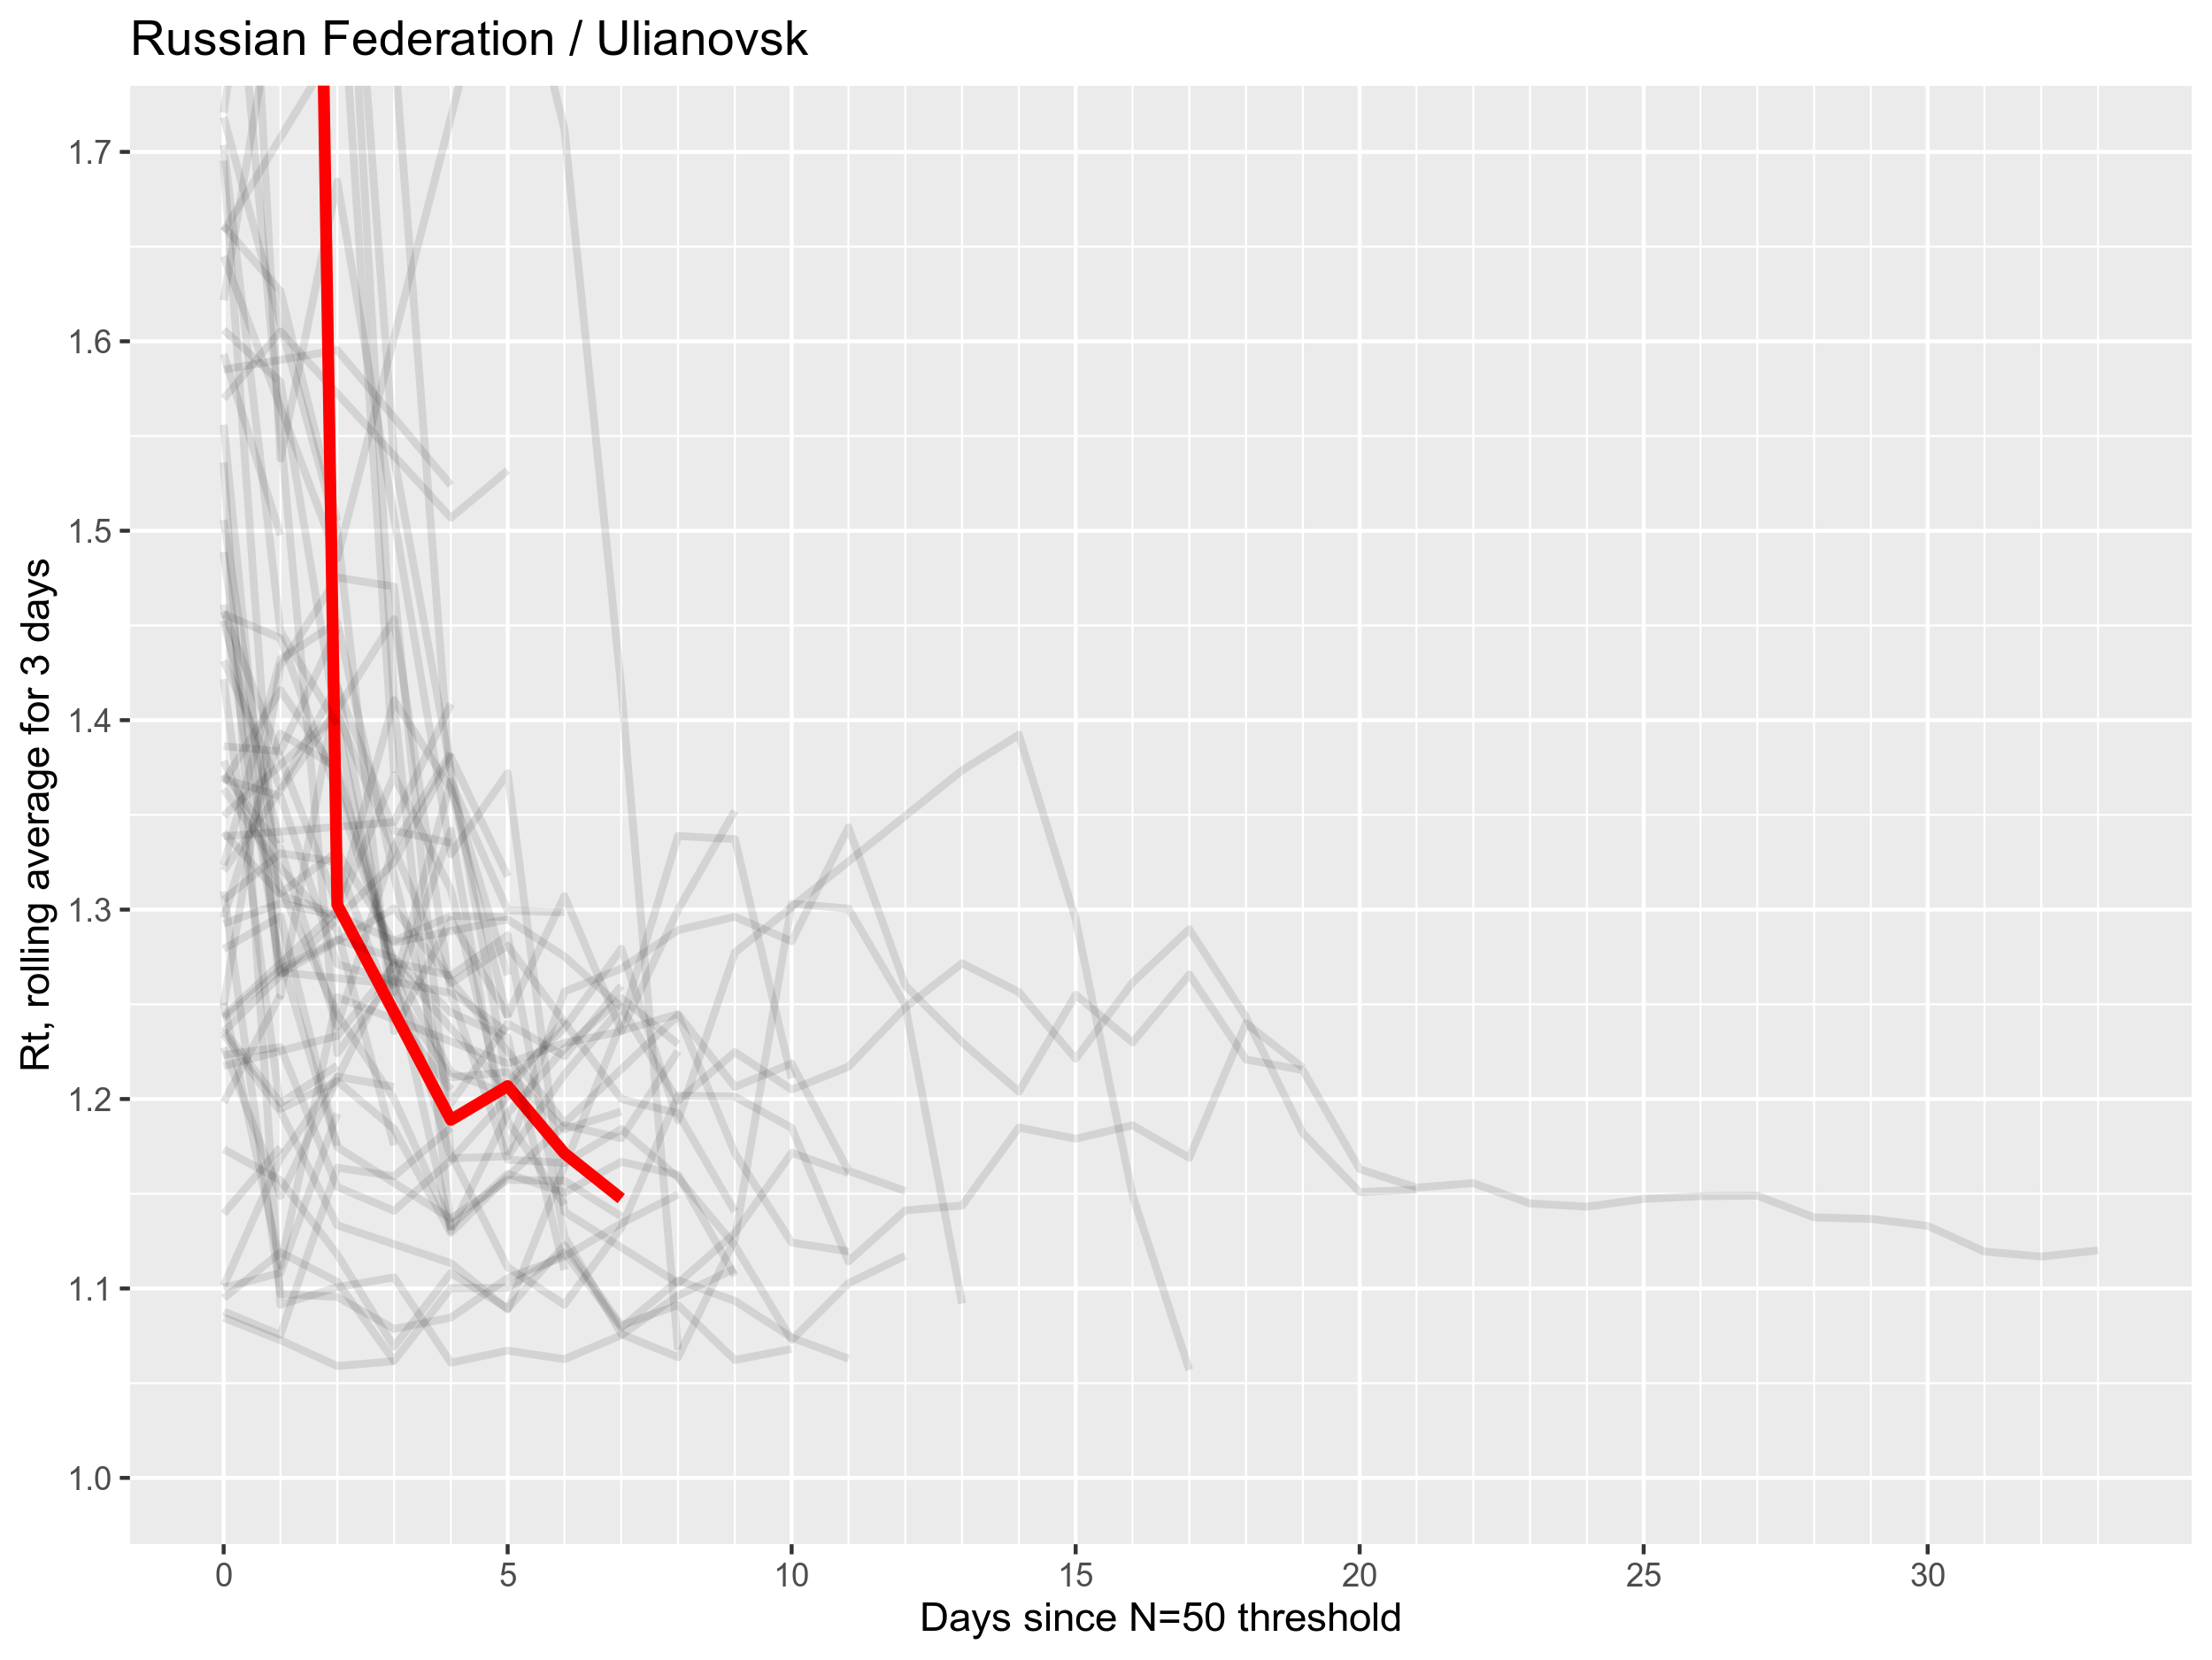 Russian Federation / Ulianovsk
Rt, rolling average for 3 days
1.7
1.6
1.5
1.4
1.3
1.2
1.1
1.0
0 5 10 15 20 25 30
Days since N=50 threshold